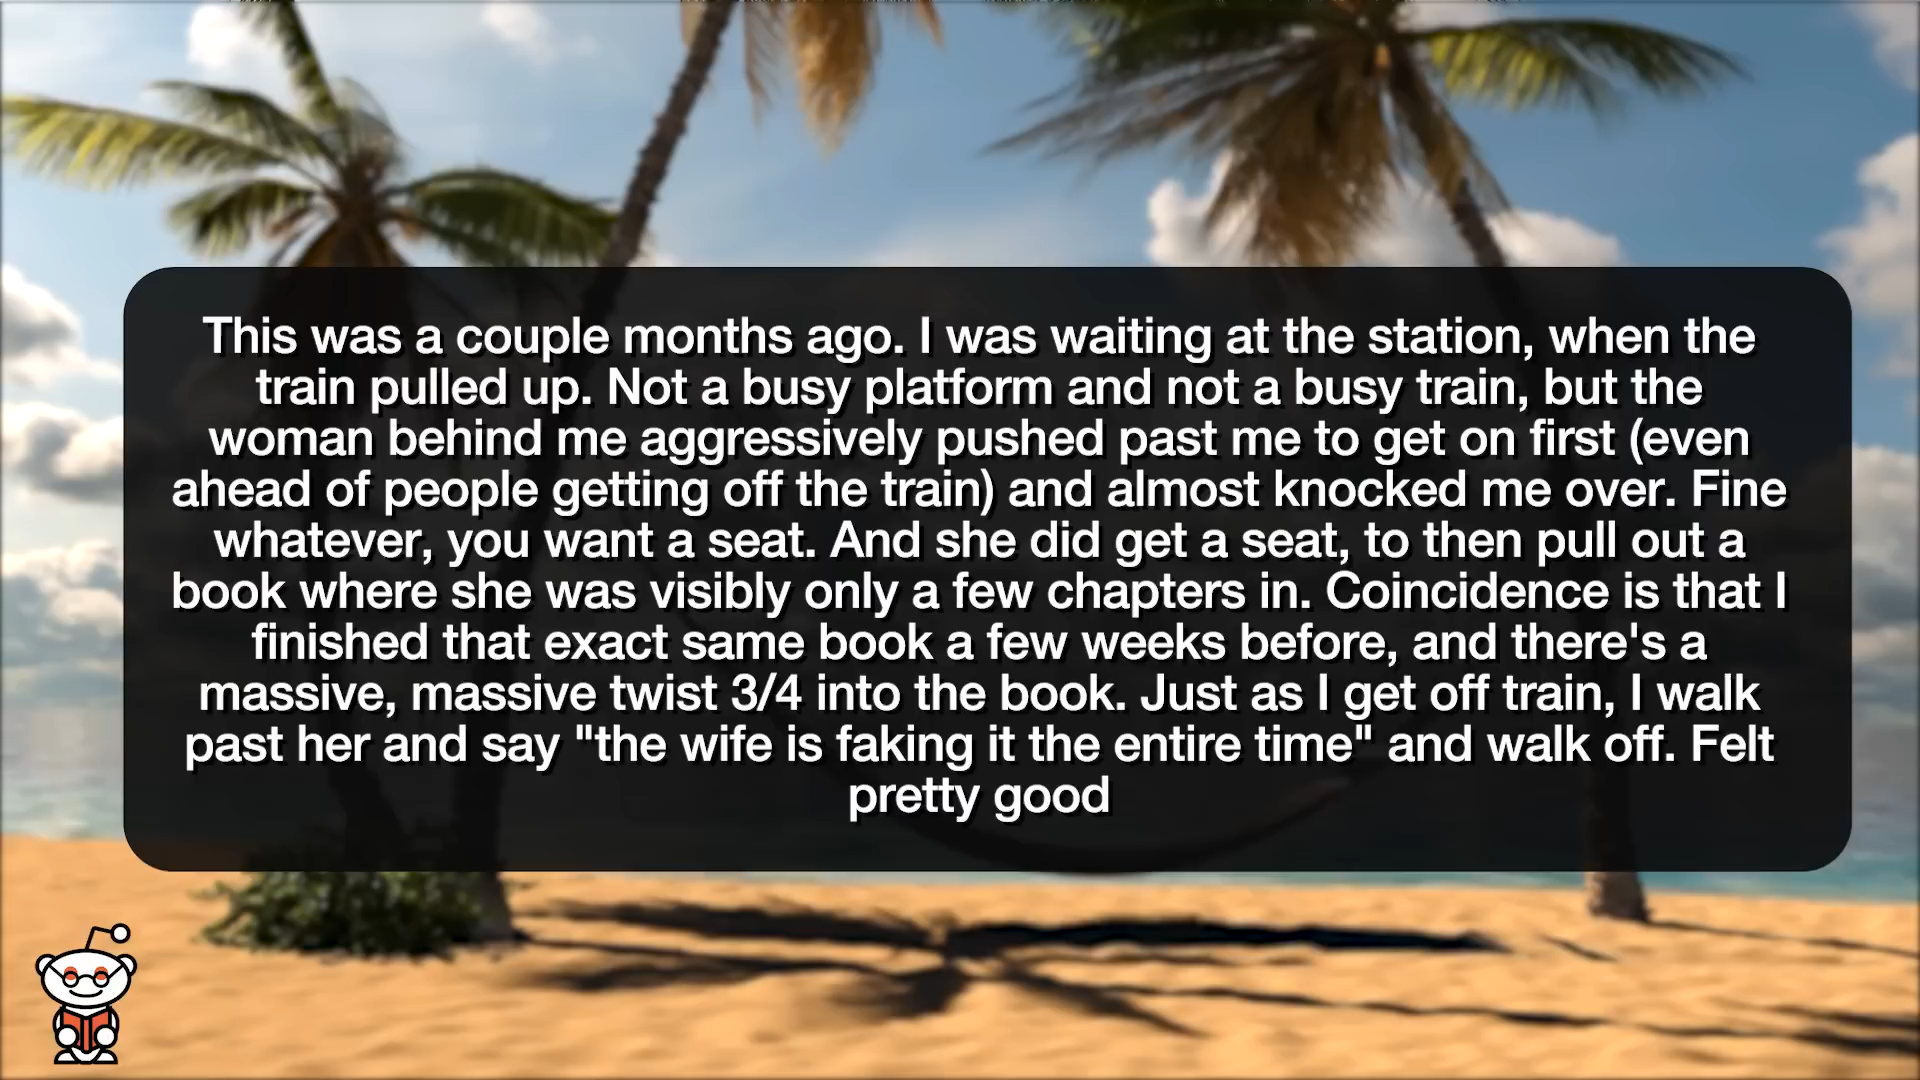 This was a couple months ago. I was waiting at the station, when the
train pulled up. Not a busy platform and not a busy train, but the
woman behind me aggressively pushed past me to get on first (even
ahead of people getting off the train) and almost knocked me over. Fine
whatever, you want a seat. And she did get a seat, to then pull out a
book where she was visibly only a few chapters in. Coincidence is that I
finished that exact same book a few weeks before, and there's a
massive, massive twist 3/4 into the book. Just as I get off train, I walk
past her and say "the wife is faking it the entire time" and walk off. Felt
pretty good